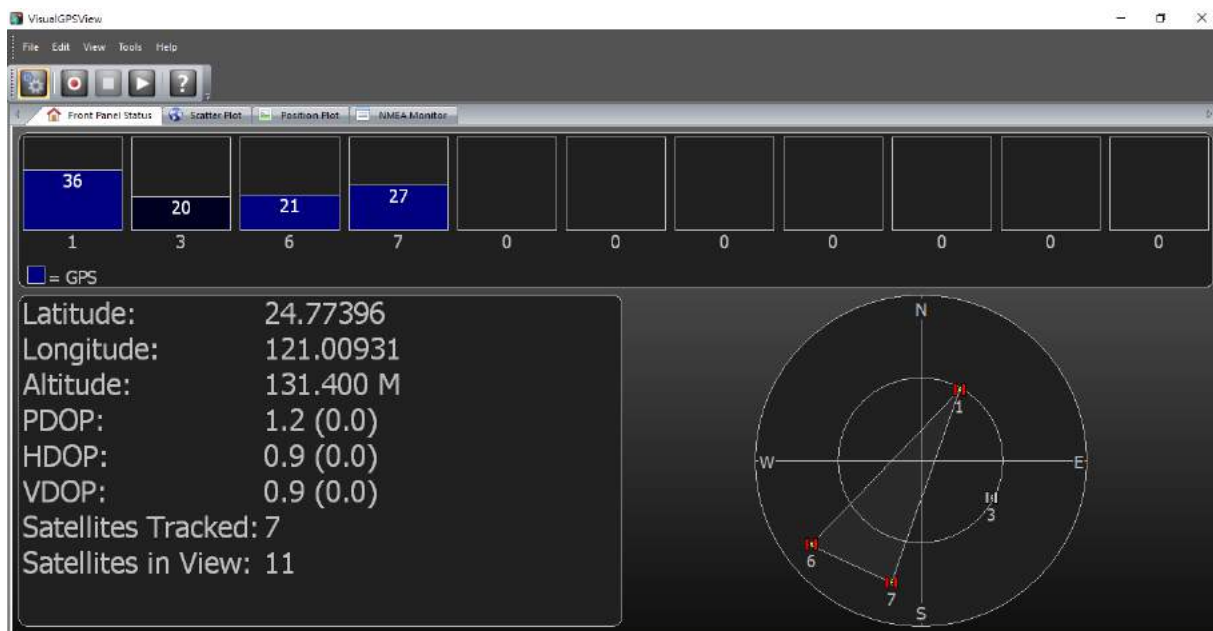 VisualGPSView
File Edit View Tools Help
Front Panel Status Scatter Plot Position Plot NMEA Monitor
36 20 21 27
1 3 6 7 0 0 0 0 0 0 0
= GPS
Latitude: 24.77396
Longitude: 121.00931
Altitude: 131.400 M
PDOP: 1.2 (0.0)
HDOP: 0.9 (0.0)
VDOP: 0.9 (0.0)
Satellites Tracked: 7
Satellites in View: 11
N
1
W E
3
6
7
S